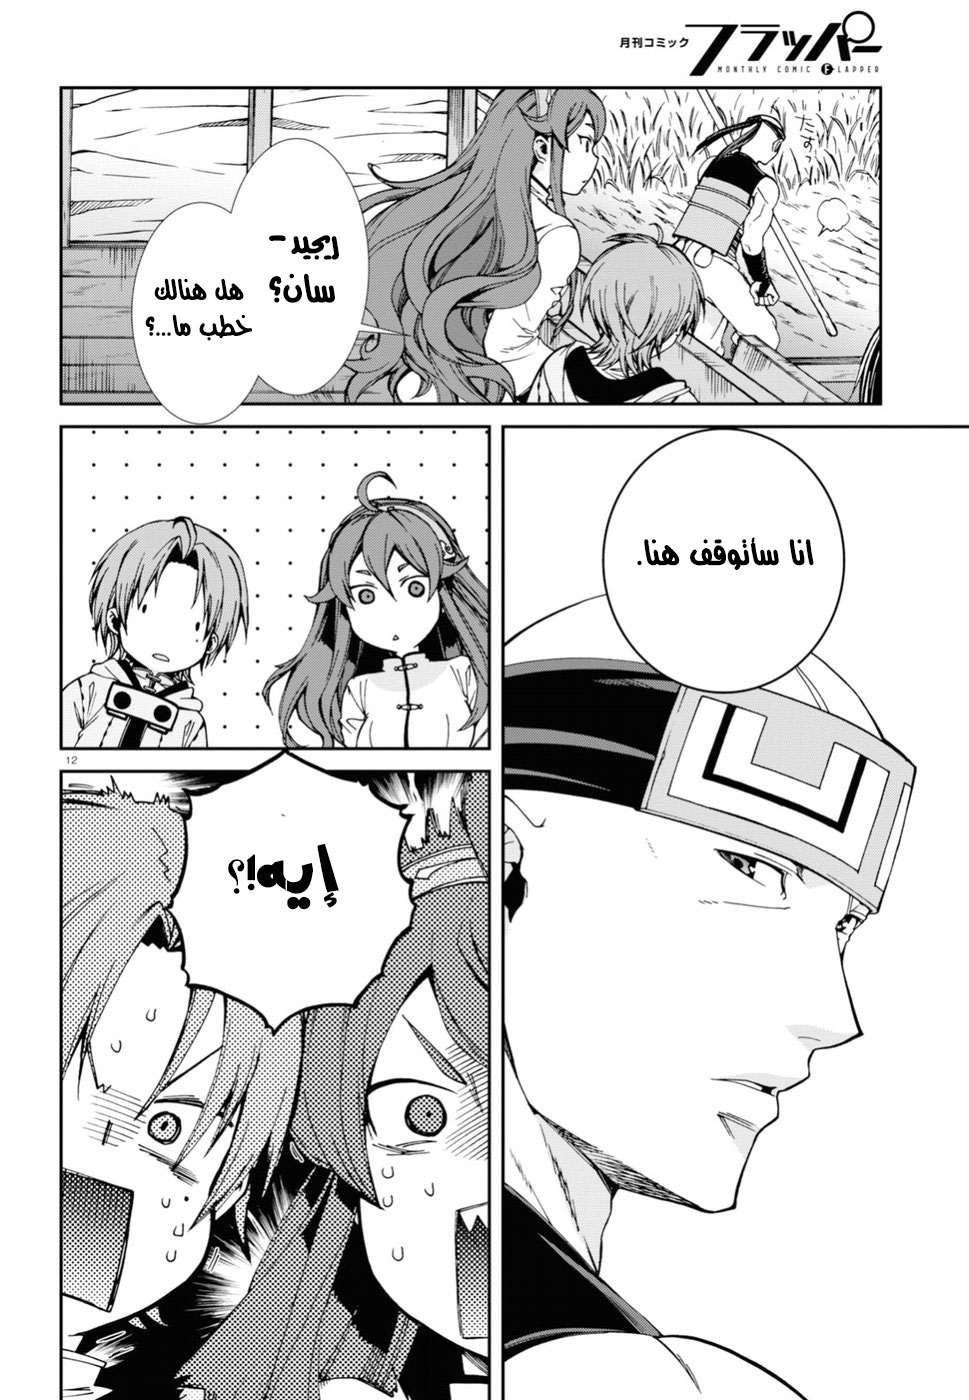 月刊コミック
フラッパー
MONTHLY COMIC FLAPPER
ريجيد-
سان؟
هل هنالك
خطب ما...؟
انا سأتوقف هنا.
12
إيه!؟